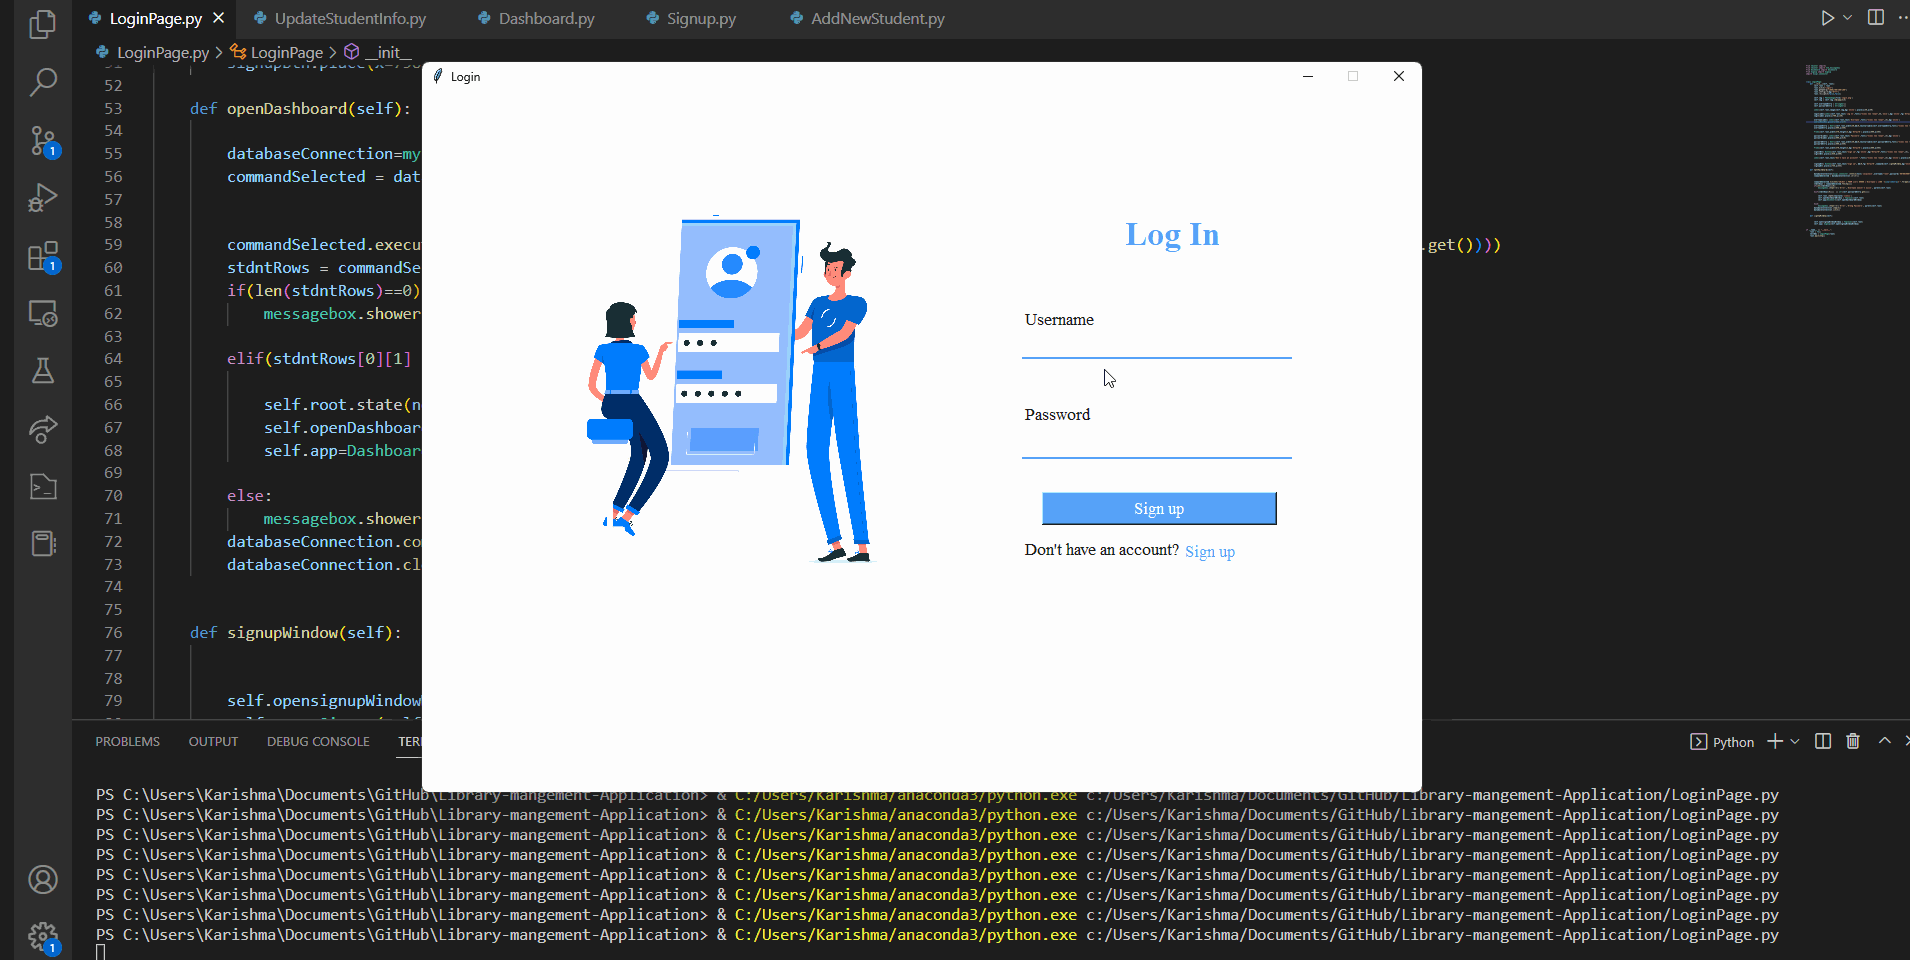 LoginPage.py
UpdateStudentInfo.py
Dashboard.py
Signup.py
AddNewStudent.py
LoginPage.py > LoginPage > __init__
52
53 def openDashboard(self):
54
55 databaseConnection=my
56 commandSelected = dat
57
58
59 commandSelected.execu .get())))
60 stdntRows = commandSe
61 if(len(stdntRows)==0)
62 messagebox.shower
63
64 elif(stdntRows[0][1]
65
66 self.root.state(n
67 self.openDashboar
68 self.app=Dashboar
69
70 else:
71 messagebox.shower
72 databaseConnection.co
73 databaseConnection.cl
74
75
76 def signupWindow(self):
77
78
79 self.opensignupWindow
Login
Log In
Username
Password
Sign up
Don't have an account? Sign up
1
1
1
PROBLEMS
OUTPUT
DEBUG CONSOLE
TER
Python
PS C:\Users\Karishma\Documents\GitHub\Library-mangement-Application> & C:/Users/Karishma/anaconda3/python.exe c:/Users/Karishma/Documents/GitHub/Library-mangement-Application/LoginPage.py
PS C:\Users\Karishma\Documents\GitHub\Library-mangement-Application> & C:/Users/Karishma/anaconda3/python.exe c:/Users/Karishma/Documents/GitHub/Library-mangement-Application/LoginPage.py
PS C:\Users\Karishma\Documents\GitHub\Library-mangement-Application> & C:/Users/Karishma/anaconda3/python.exe c:/Users/Karishma/Documents/GitHub/Library-mangement-Application/LoginPage.py
PS C:\Users\Karishma\Documents\GitHub\Library-mangement-Application> & C:/Users/Karishma/anaconda3/python.exe c:/Users/Karishma/Documents/GitHub/Library-mangement-Application/LoginPage.py
PS C:\Users\Karishma\Documents\GitHub\Library-mangement-Application> & C:/Users/Karishma/anaconda3/python.exe c:/Users/Karishma/Documents/GitHub/Library-mangement-Application/LoginPage.py
PS C:\Users\Karishma\Documents\GitHub\Library-mangement-Application> & C:/Users/Karishma/anaconda3/python.exe c:/Users/Karishma/Documents/GitHub/Library-mangement-Application/LoginPage.py
PS C:\Users\Karishma\Documents\GitHub\Library-mangement-Application> & C:/Users/Karishma/anaconda3/python.exe c:/Users/Karishma/Documents/GitHub/Library-mangement-Application/LoginPage.py
PS C:\Users\Karishma\Documents\GitHub\Library-mangement-Application> & C:/Users/Karishma/anaconda3/python.exe c:/Users/Karishma/Documents/GitHub/Library-mangement-Application/LoginPage.py